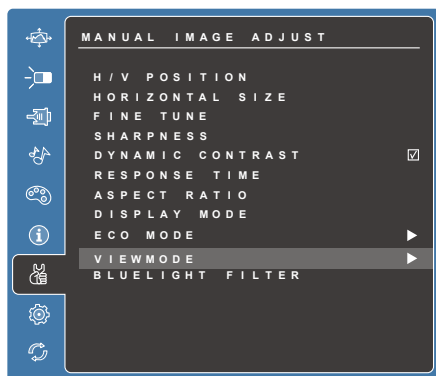 MANUAL IMAGE ADJUST
H/V POSITION
HORIZONTAL SIZE
FINE TUNE
SHARPNESS
DYNAMIC CONTRAST
RESPONSE TIME
ASPECT RATIO
DISPLAY MODE
ECO MODE
VIEWMODE
BLUELIGHT FILTER